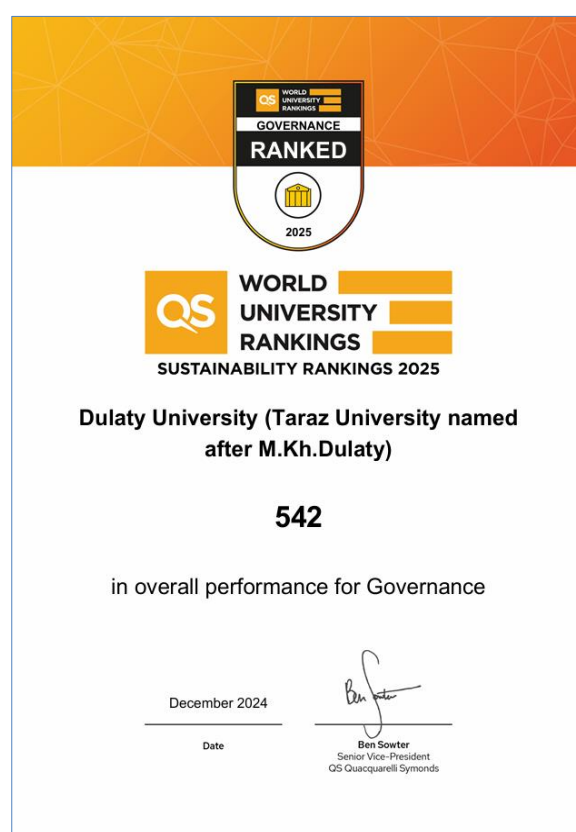 QS WORLD
UNIVERSITY
RANKINGS
GOVERNANCE
RANKED
2025
QS WORLD
UNIVERSITY
RANKINGS
SUSTAINABILITY RANKINGS 2025
Dulaty University (Taraz University named
after M.Kh.Dulaty)
542
in overall performance for Governance
Ben Sowter
December 2024
Date
Ben Sowter
Senior Vice-President
QS Quacquarelli Symonds